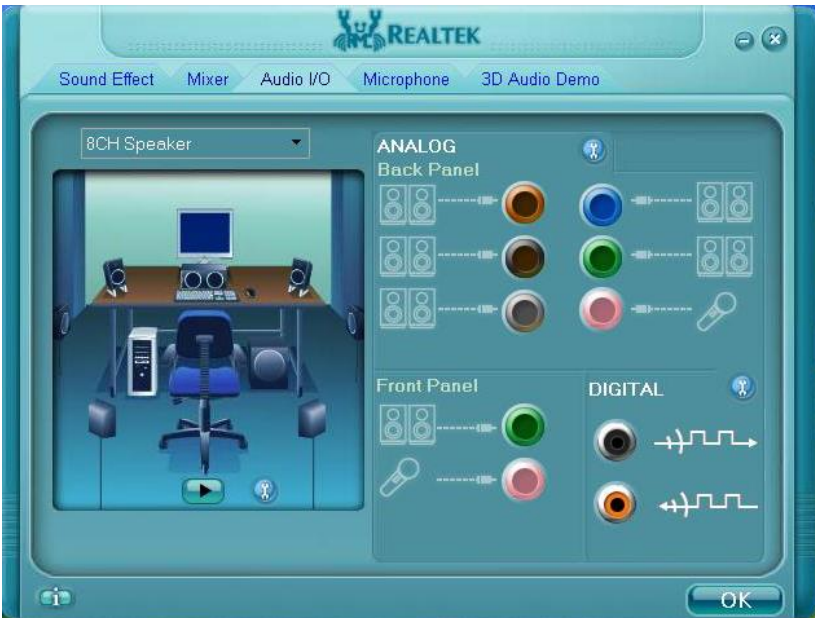 REALTEK
Sound Effect Mixer Audio I/O Microphone 3D Audio Demo
8CH Speaker
ANALOG
Back Panel
Front Panel
DIGITAL
i
OK